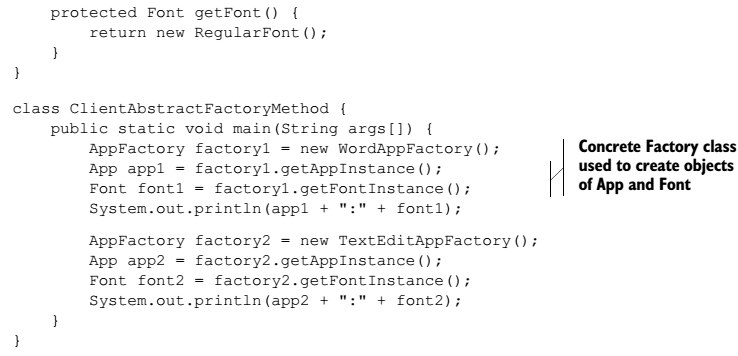 protected Font getFont() {
        return new RegularFont();
    }
}
class ClientAbstractFactoryMethod {
    public static void main(String args[]) {
        AppFactory factory1 = new WordAppFactory();
        App app1 = factory1.getAppInstance();
        Font font1 = factory1.getFontInstance();
        System.out.println(app1 + ":" + font1);
        AppFactory factory2 = new TextEditAppFactory();
        App app2 = factory2.getAppInstance();
        Font font2 = factory2.getFontInstance();
        System.out.println(app2 + ":" + font2);
    }
}
Concrete Factory class
used to create objects
of App and Font